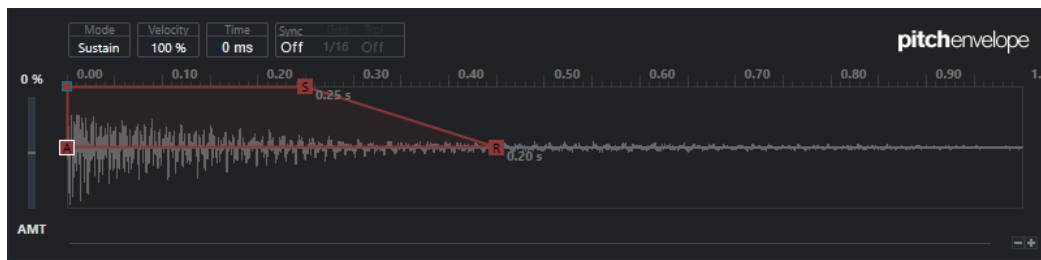 Mode Velocity Time Sync Grid Trpl
Sustain 100 % 0 ms Off 1/16 Off
pitchenvelope
0 % 0.00 0.10 0.20 0.30 0.40 0.50 0.60 0.70 0.80 0.90 1.
S
0.25 s
A
R
0.20 s
AMT